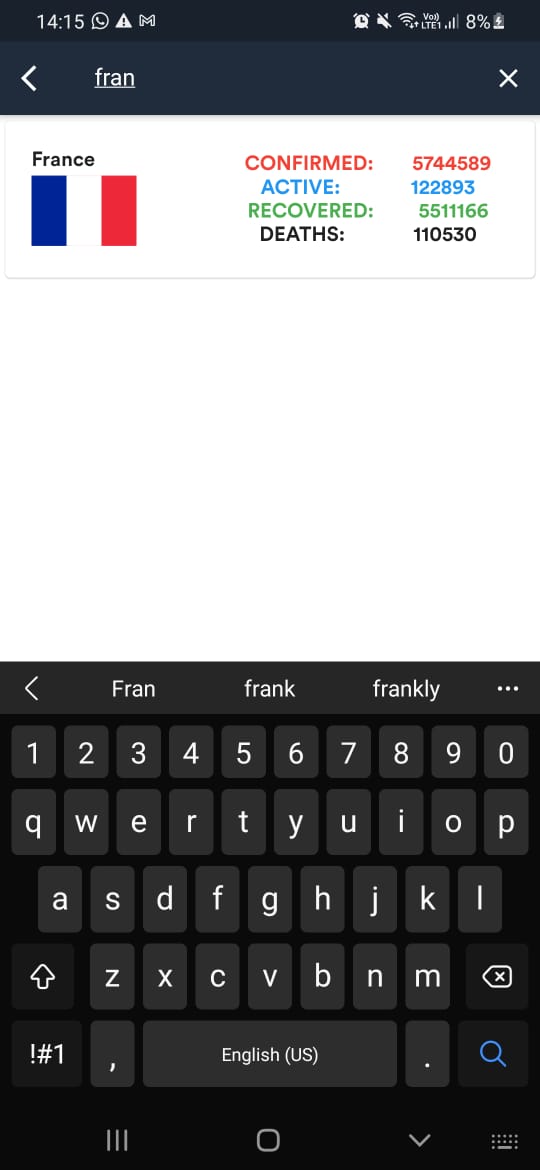 14:15 8%
Vo)) LTE1
fran
France
CONFIRMED: 5744589
ACTIVE: 122893
RECOVERED: 5511166
DEATHS: 110530
Fran frank frankly
1 2 3 4 5 6 7 8 9 0
q w e r t y u i o p
a s d f g h j k l
z x c v b n m
!#1 , English (US) .